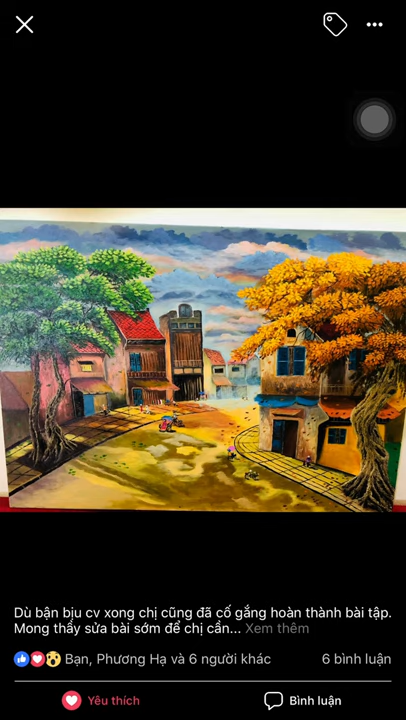 Dù bận bịu cv xong chị cũng đã cố gắng hoàn thành bài tập.
Mong thầy sửa bài sớm để chị cần... Xem thêm
Bạn, Phương Hạ và 6 người khác
6 bình luận
Yêu thích
Bình luận